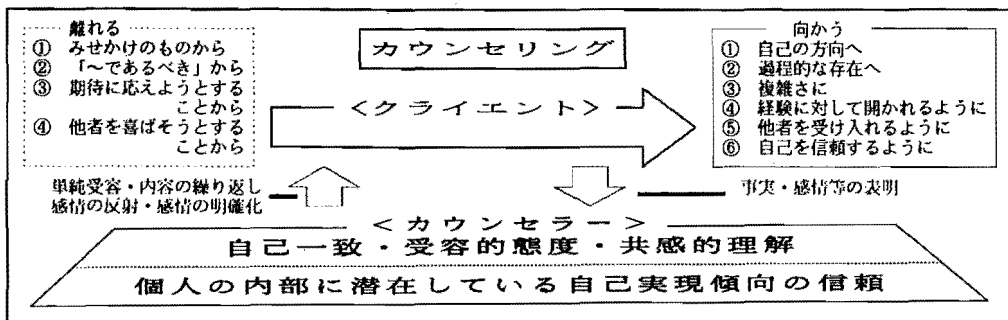 離れる
① みせかけのものから
② 「～であるべき」から
③ 期待に応えようとする
ことから
④ 他者を喜ばそうとする
ことから
カウンセリング
<クライエント>
向かう
① 自己の方向へ
② 過程的な存在へ
③ 複雑さに
④ 経験に対して開かれるように
⑤ 他者を受け入れるように
⑥ 自己を信頼するように
単純受容・内容の繰り返し
感情の反射・感情の明確化
事実・感情等の表明
<カウンセラー>
自己一致・受容的態度・共感的理解
個人の内部に潜在している自己実現傾向の信頼